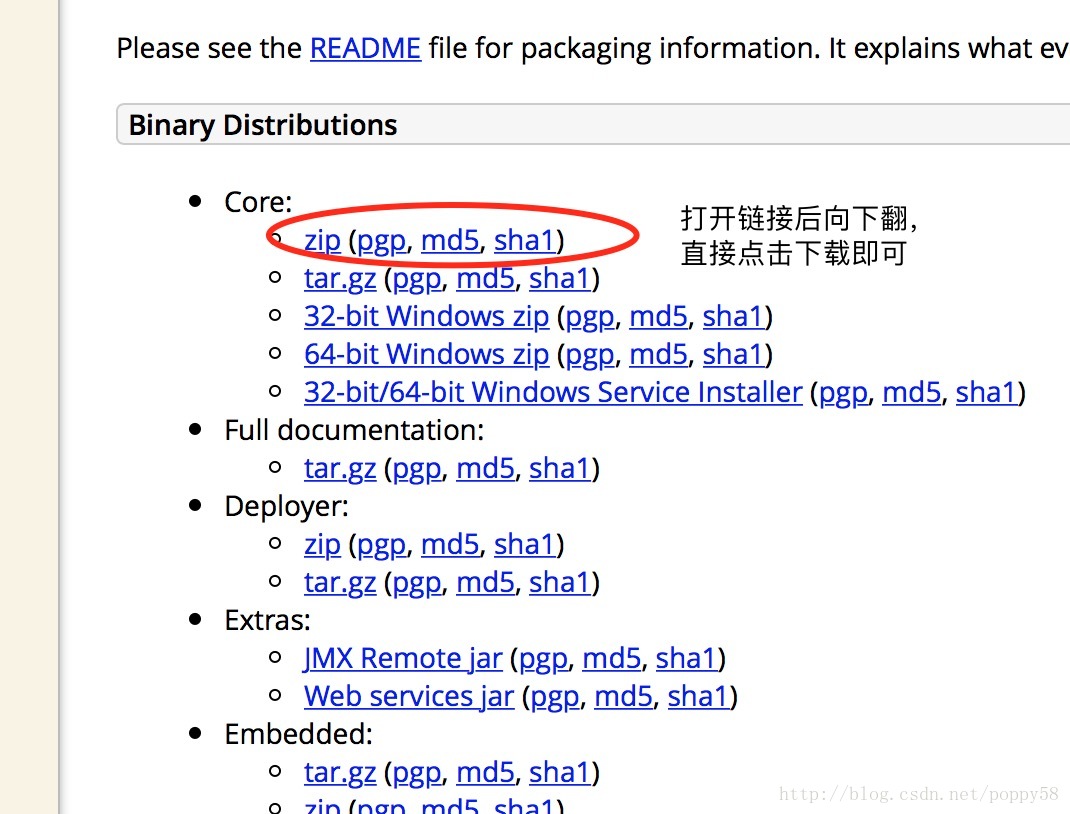 Please see the README file for packaging information. It explains what ev
Binary Distributions
Core:
zip (pgp, md5, sha1)
打开链接后向下翻，
直接点击下载即可
tar.gz (pgp, md5, sha1)
32-bit Windows zip (pgp, md5, sha1)
64-bit Windows zip (pgp, md5, sha1)
32-bit/64-bit Windows Service Installer (pgp, md5, sha1)
Full documentation:
tar.gz (pgp, md5, sha1)
Deployer:
zip (pgp, md5, sha1)
tar.gz (pgp, md5, sha1)
Extras:
JMX Remote jar (pgp, md5, sha1)
Web services jar (pgp, md5, sha1)
Embedded:
tar.gz (pgp, md5, sha1)
zip (pgp, md5, sha1)
http://blog.csdn.net/poppy58